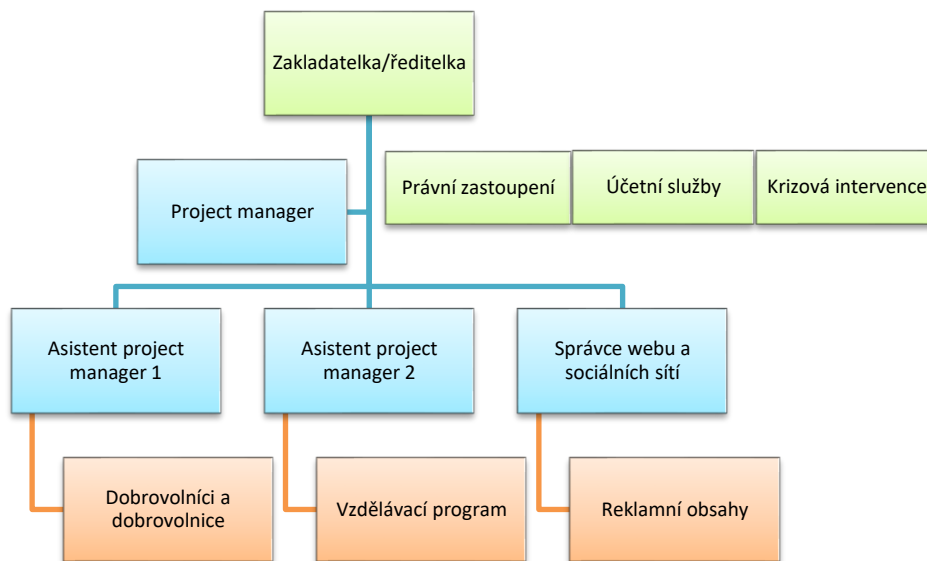 Zakladatelka/ředitelka
Project manager
Právní zastoupení
Účetní služby
Krizová intervence
Asistent project
manager 1
Asistent project
manager 2
Správce webu a
sociálních sítí
Dobrovolníci a
dobrovolnice
Vzdělávací program
Reklamní obsahy